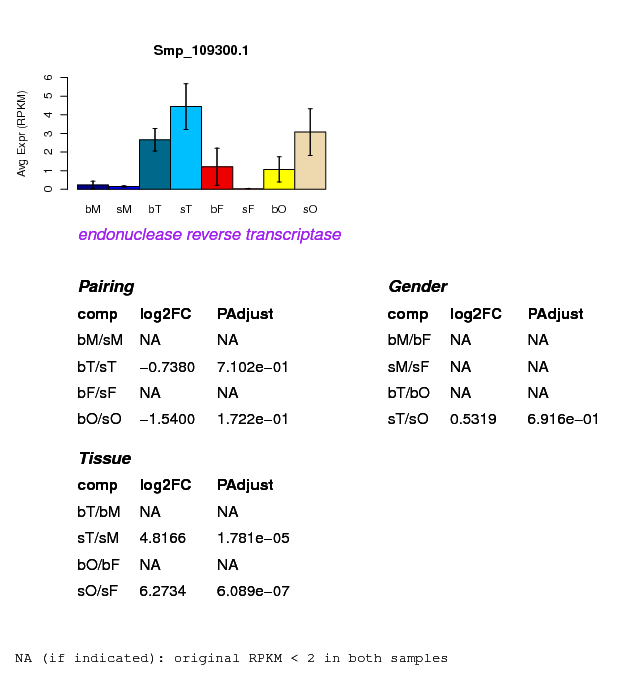 Smp_109300.1
Avg Expr (RPKM)
0 1 2 3 4 5 6
bM sM bT sT bF sF bO sO
endonuclease reverse transcriptase
Pairing
comp log2FC PAdjust
bM/sM NA NA
bT/sT −0.7380 7.102e−01
bF/sF NA NA
bO/sO −1.5400 1.722e−01
Gender
comp log2FC PAdjust
bM/bF NA NA
sM/sF NA NA
bT/bO NA NA
sT/sO 0.5319 6.916e−01
Tissue
comp log2FC PAdjust
bT/bM NA NA
sT/sM 4.8166 1.781e−05
bO/bF NA NA
sO/sF 6.2734 6.089e−07
NA (if indicated): original RPKM < 2 in both samples